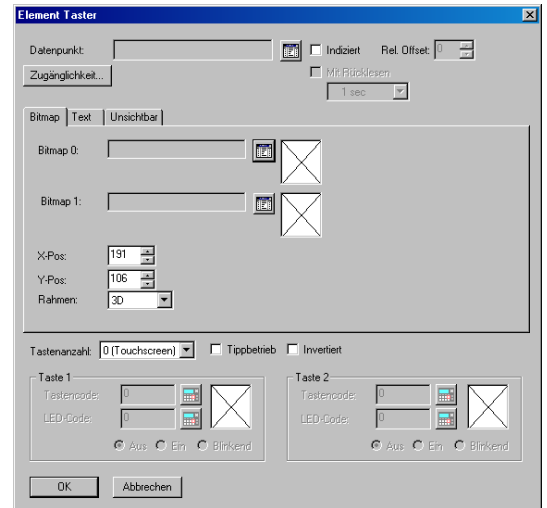 Element Taster
Datenpunkt: Indiziert Rel. Offset: 0
Zugänglichkeit... Mit Rücklesen
1 sec
Bitmap Text Unsichtbar
Bitmap 0:
Bitmap 1:
X-Pos: 191
Y-Pos: 106
Rahmen: 3D
Tastenanzahl: 0 (Touchscreen) Tippbetrieb Invertiert
Taste 1 Taste 2
Tastencode: 0 Tastencode: 0
LED-Code: 0 LED-Code: 0
Aus Ein Blinkend Aus Ein Blinkend
OK Abbrechen